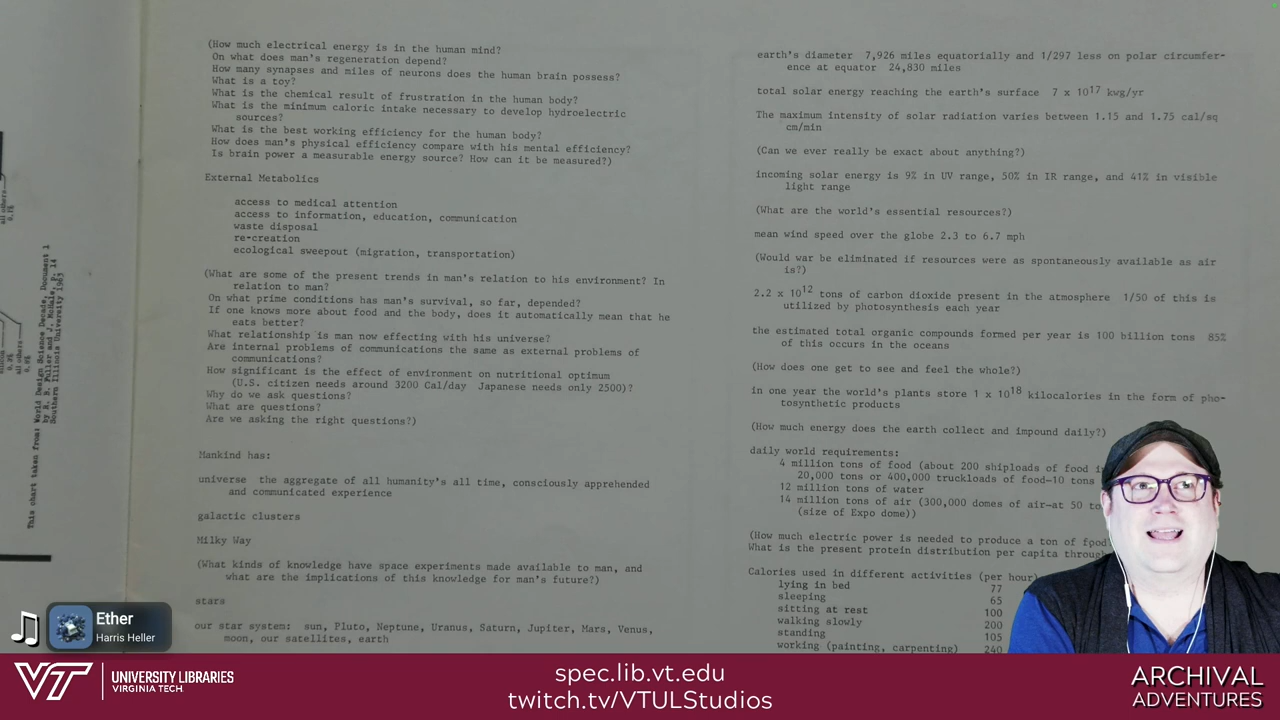 (How much electrical energy is in the human mind?
On what does man's regeneration depend?
How many synapses and miles of neurons does the human brain possess?
What is a toy?
What is the chemical result of frustration in the human body?
What is the minimum caloric intake necessary to develop hydroelectric
sources?
What is the best working efficiency for the human body?
How does man's physical efficiency compare with his mental efficiency?
Is brain power a measurable energy source? How can it be measured?)
External Metabolics
access to medical attention
access to information, education, communication
waste disposal
re-creation
ecological sweepout (migration, transportation)
(What are some of the present trends in man's relation to his environment? In
relation to man?
On what prime conditions has man's survival, so far, depended?
If one knows more about food and the body, does it automatically mean that he
eats better?
What relationship is man now effecting with his universe?
Are internal problems of communications the same as external problems of
communications?
How significant is the effect of environment on nutritional optimum
(U.S. citizen needs around 3200 Cal/day Japanese needs only 2500)?
Why do we ask questions?
What are questions?
Are we asking the right questions?)
Mankind has:
universe the aggregate of all humanity's all time, consciously apprehended
and communicated experience
galactic clusters
Milky Way
(What kinds of knowledge have space experiments made available to man, and
what are the implications of this knowledge for man's future?)
stars
our star system: sun, Pluto, Neptune, Uranus, Saturn, Jupiter, Mars, Venus,
moon, our satellites, earth
earth's diameter 7,926 miles equatorially and 1/297 less on polar circumfer-
ence at equator 24,830 miles
total solar energy reaching the earth's surface 7 x 10¹⁷ kwg/yr
The maximum intensity of solar radiation varies between 1.15 and 1.75 cal/sq
cm/min
(Can we ever really be exact about anything?)
incoming solar energy is 9% in UV range, 50% in IR range, and 41% in visible
light range
(What are the world's essential resources?)
mean wind speed over the globe 2.3 to 6.7 mph
(Would war be eliminated if resources were as spontaneously available as air
is?)
2.2 x 10¹² tons of carbon dioxide present in the atmosphere 1/50 of this is
utilized by photosynthesis each year
the estimated total organic compounds formed per year is 100 billion tons 85%
of this occurs in the oceans
(How does one get to see and feel the whole?)
in one year the world's plants store 1 x 10¹⁸ kilocalories in the form of pho-
tosynthetic products
(How much energy does the earth collect and impound daily?)
daily world requirements:
4 million tons of food (about 200 shiploads of food
20,000 tons or 400,000 truckloads of food—10 tons
12 million tons of water
14 million tons of air (300,000 domes of air—at 50
(size of Expo dome))
(How much electric power is needed to produce a ton of food
What is the present protein distribution per capita
Calories used in different activities (per hour)
lying in bed 77
sleeping 65
sitting at rest 100
walking slowly 200
standing 105
working (painting, carpenting) 240
This chart taken from: World Design Science Decade, Document 1
by R. B. Fuller and J. McHale, p. 14
Southern Illinois University 1963
all others
all others
Ether
Harris Heller
VT
UNIVERSITY LIBRARIES
VIRGINIA TECH.
spec.lib.vt.edu
twitch.tv/VTULStudios
ARCHIVAL
ADVENTURES